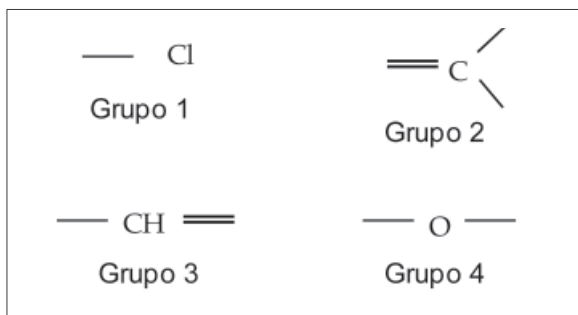 — Cl
Grupo 1
═ C
Grupo 2
— CH ═
Grupo 3
— O —
Grupo 4